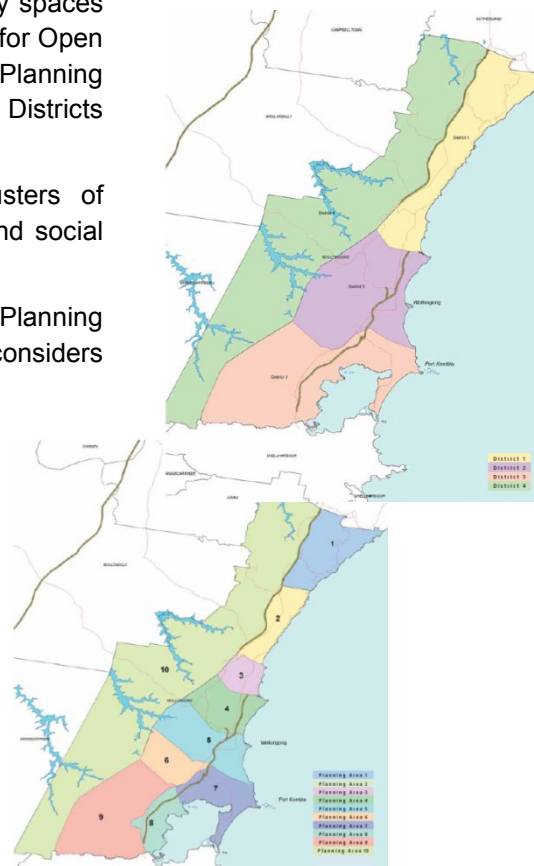 y spaces
for Open
Planning
Districts
usters of
nd social
Planning
considers
SUTHERLAND
CAMPBELLTOWN
WOLLONDILLY
District 1
District 4
WOLLONGONG
District 2
Wollongong
Port Kembla
District 3
SHELLHARBOUR
District 1
District 2
District 3
District 4
WINGECARRIBEE
KIAMA
WOLLONDILLY
1
2
3
10
4
WOLLONGONG
5
Wollongong
6
7
Port Kembla
9
8
Planning Area 1
Planning Area 2
Planning Area 3
Planning Area 4
Planning Area 5
Planning Area 6
Planning Area 7
Planning Area 8
Planning Area 9
Planning Area 10